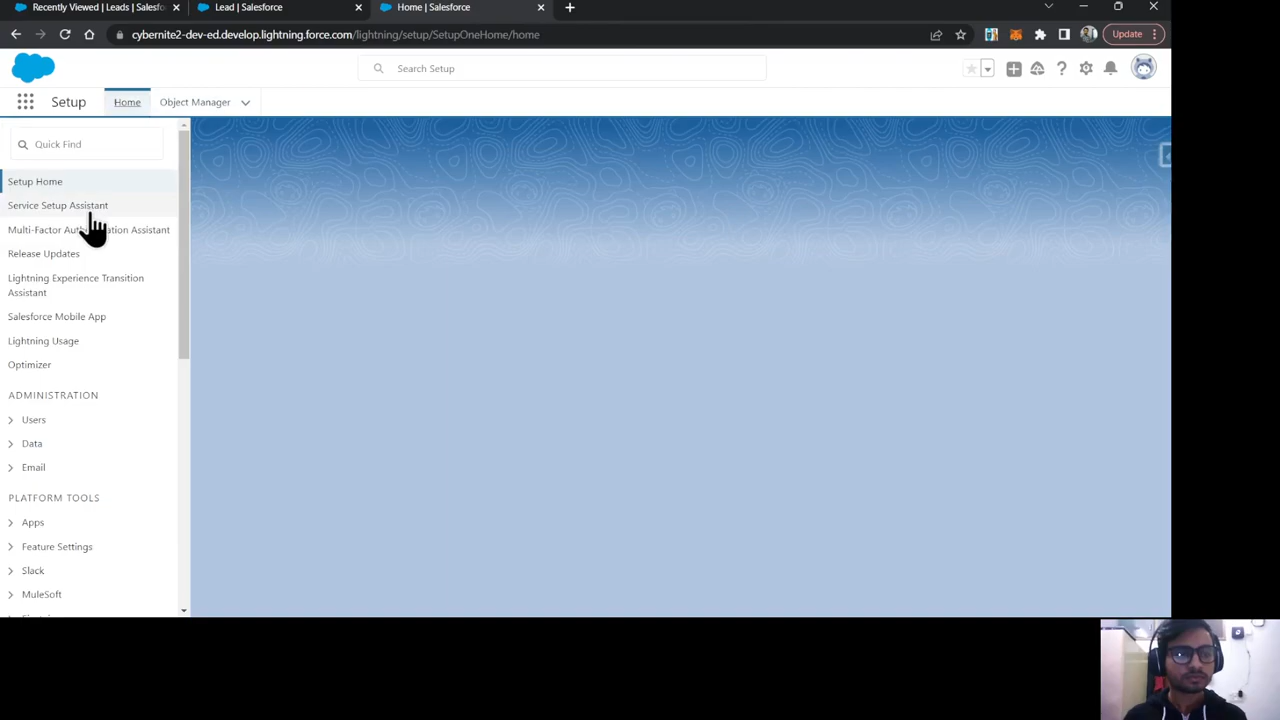 Recently Viewed | Leads | Salesf
Lead | Salesforce
Home | Salesforce
cybernite2-dev-ed.develop.lightning.force.com/lightning/setup/SetupOneHome/home
Update
Search Setup
Setup
Home
Object Manager
Quick Find
Setup Home
Service Setup Assistant
Multi-Factor Auth ation Assistant
Release Updates
Lightning Experience Transition
Assistant
Salesforce Mobile App
Lightning Usage
Optimizer
ADMINISTRATION
Users
Data
Email
PLATFORM TOOLS
Apps
Feature Settings
Slack
MuleSoft